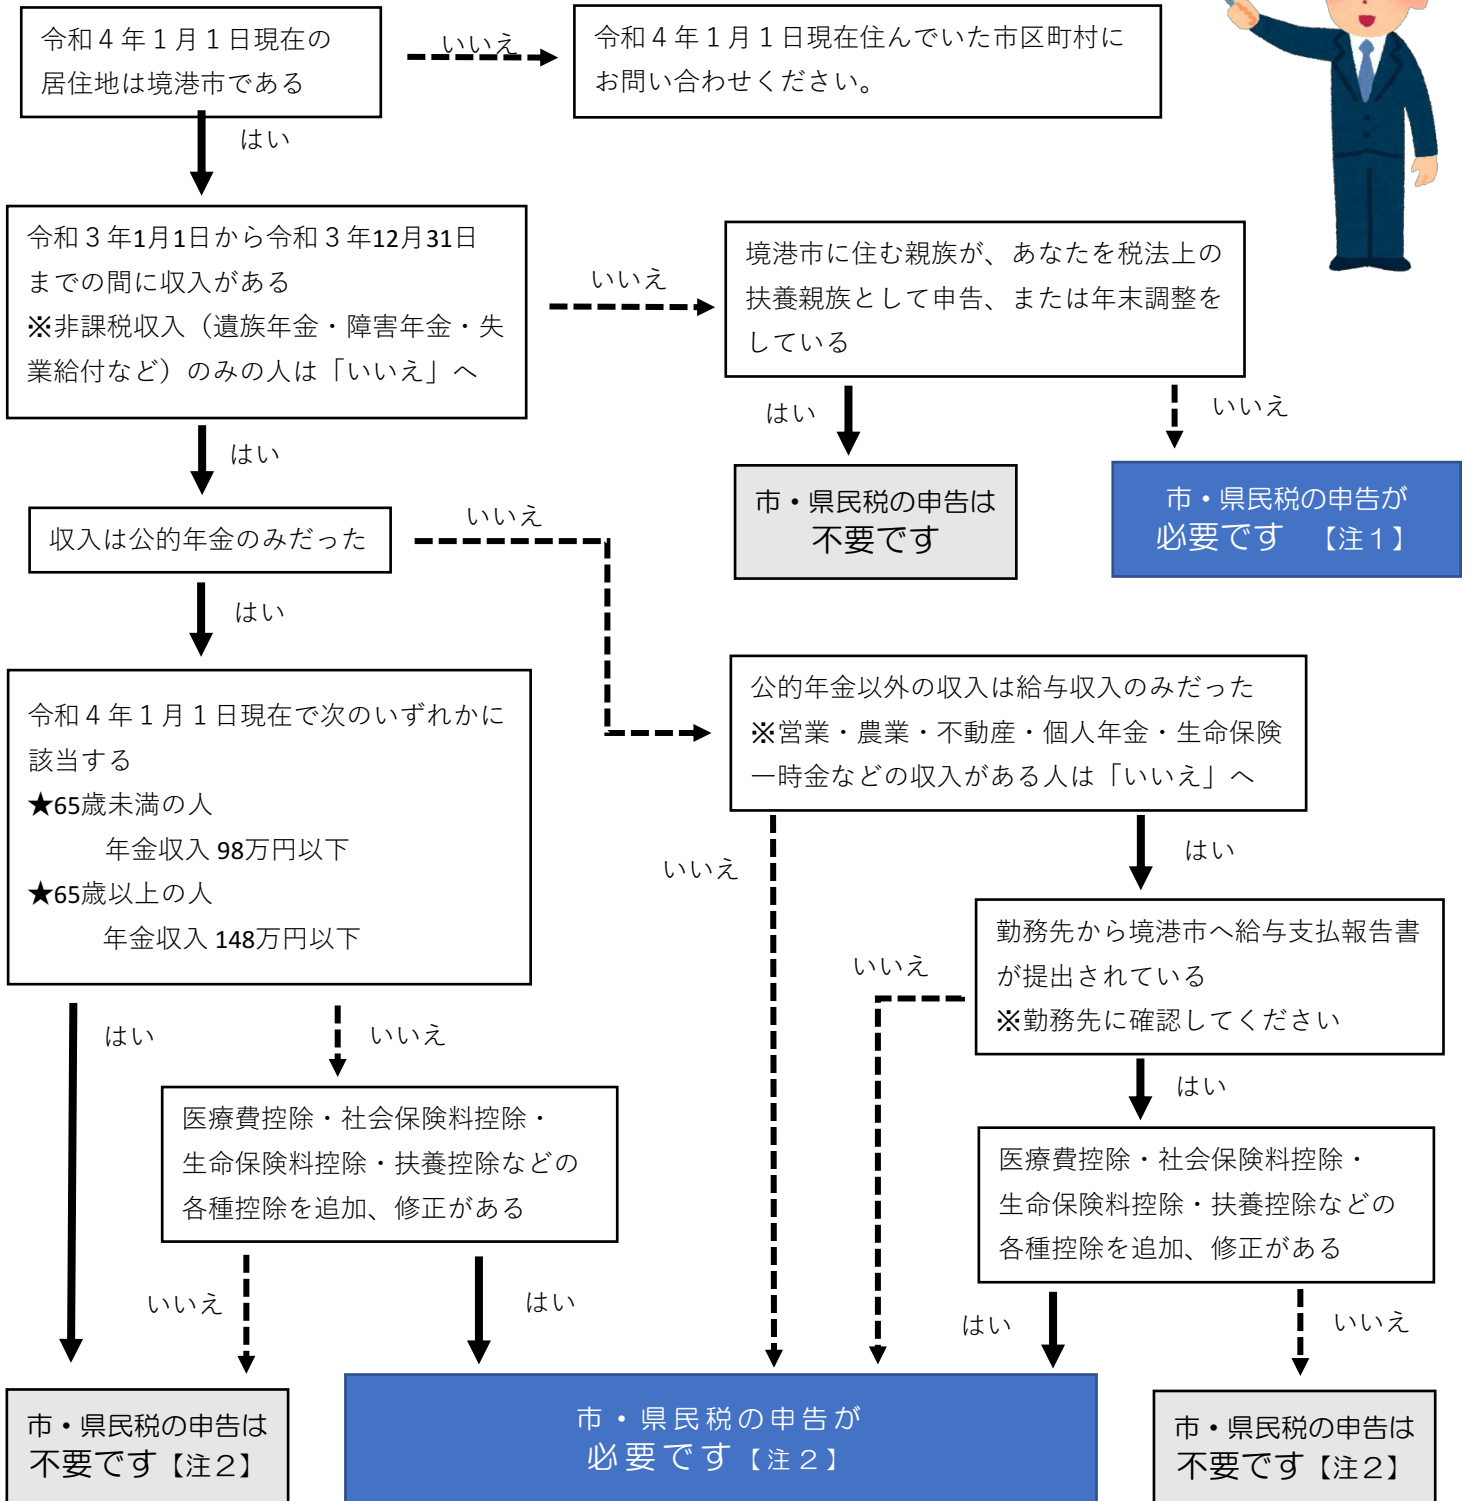 令和４年１月１日現在の
居住地は境港市である
いいえ
令和４年１月１日現在住んでいた市区町村に
お問い合わせください。
はい
令和３年1月1日から令和３年12月31日
までの間に収入がある
※非課税収入（遺族年金・障害年金・失
業給付など）のみの人は「いいえ」へ
いいえ
境港市に住む親族が、あなたを税法上の
扶養親族として申告、または年末調整を
している
はい
いいえ
市・県民税の申告は
不要です
市・県民税の申告が
必要です　【注１】
はい
収入は公的年金のみだった
いいえ
はい
令和４年１月１日現在で次のいずれかに
該当する
★65歳未満の人
年金収入 98万円以下
★65歳以上の人
年金収入 148万円以下
公的年金以外の収入は給与収入のみだった
※営業・農業・不動産・個人年金・生命保険
一時金などの収入がある人は「いいえ」へ
いいえ
はい
勤務先から境港市へ給与支払報告書
が提出されている
※勤務先に確認してください
いいえ
はい
はい
いいえ
医療費控除・社会保険料控除・
生命保険料控除・扶養控除などの
各種控除を追加、修正がある
医療費控除・社会保険料控除・
生命保険料控除・扶養控除などの
各種控除を追加、修正がある
いいえ
はい
はい
いいえ
市・県民税の申告は
不要です【注２】
市・県民税の申告が
必要です【注２】
市・県民税の申告は
不要です【注２】